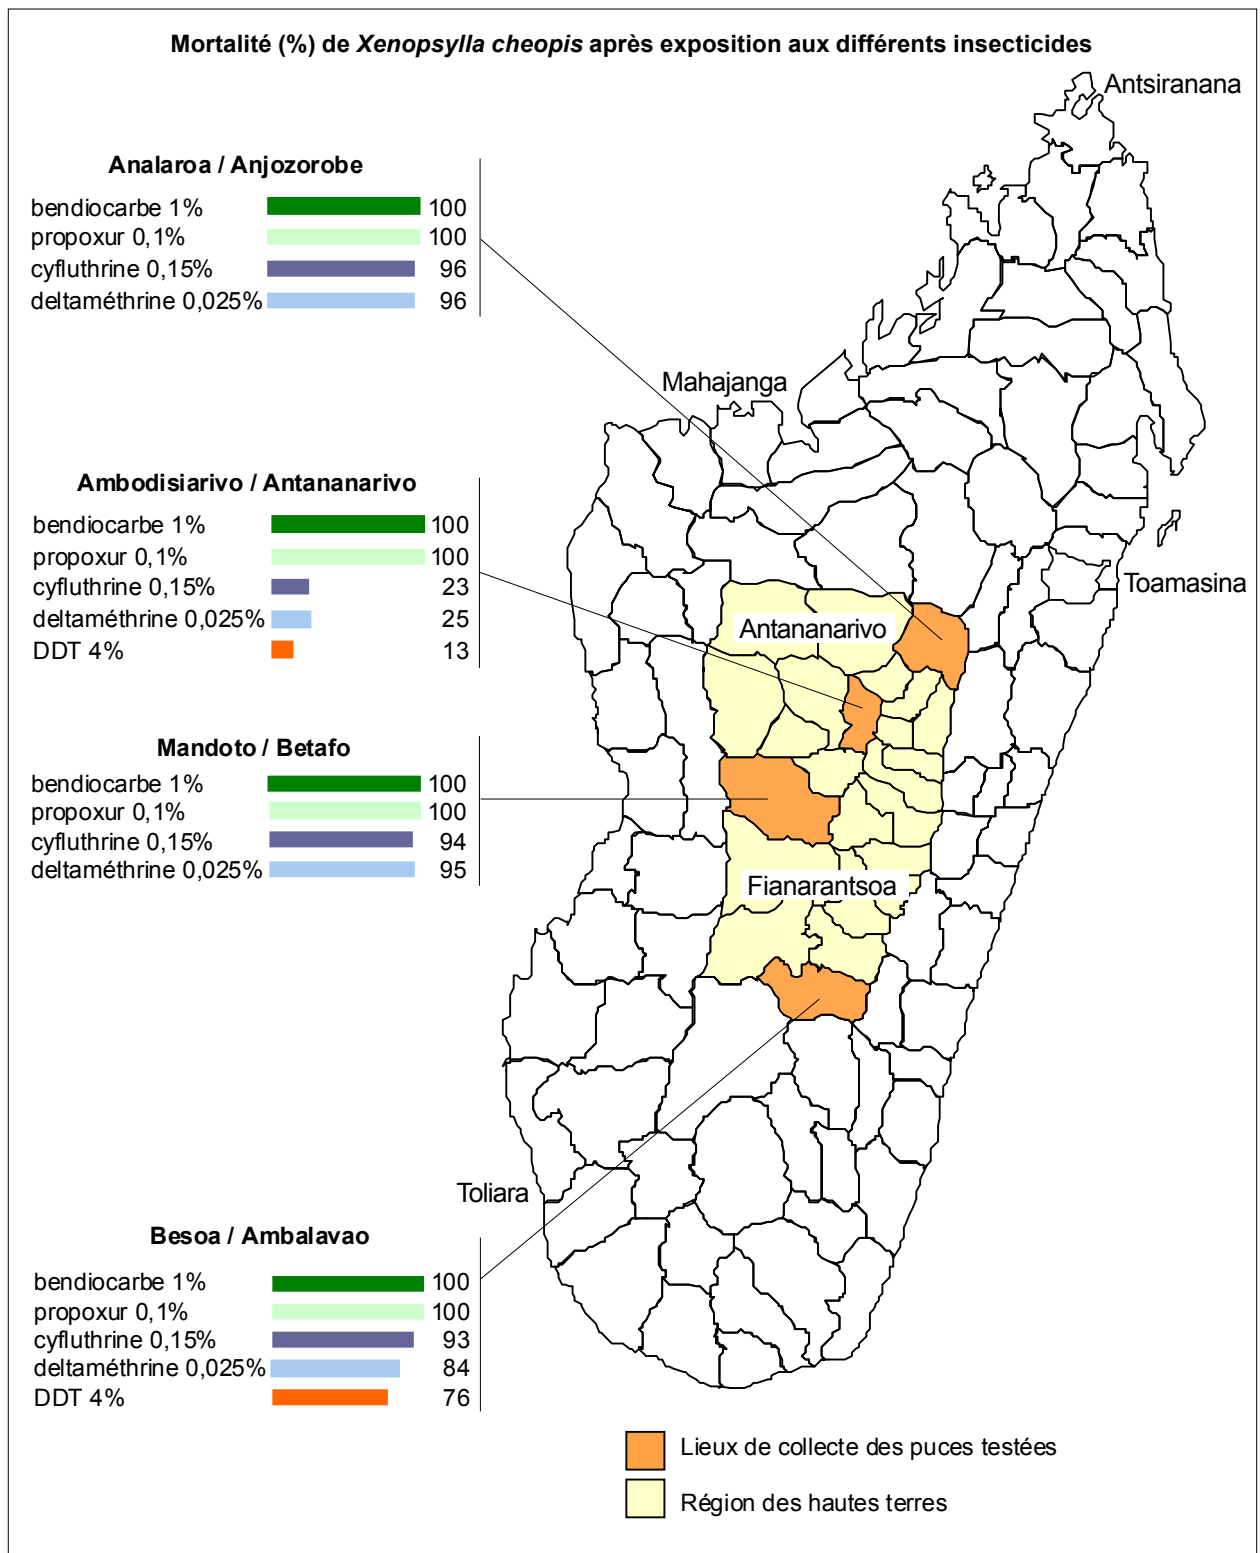 Mortalité (%) de Xenopsylla cheopis après exposition aux différents insecticides
Antsiranana
Analaroa / Anjozorobe
bendiocarbe 1% 100
propoxur 0,1% 100
cyfluthrine 0,15% 96
deltaméthrine 0,025% 96
Mahajanga
Ambodisiarivo / Antananarivo
bendiocarbe 1% 100
propoxur 0,1% 100
cyfluthrine 0,15% 23
deltaméthrine 0,025% 25
DDT 4% 13
Toamasina
Antananarivo
Mandoto / Betafo
bendiocarbe 1% 100
propoxur 0,1% 100
cyfluthrine 0,15% 94
deltaméthrine 0,025% 95
Fianarantsoa
Toliara
Besoa / Ambalavao
bendiocarbe 1% 100
propoxur 0,1% 100
cyfluthrine 0,15% 93
deltaméthrine 0,025% 84
DDT 4% 76
Lieux de collecte des puces testées
Région des hautes terres